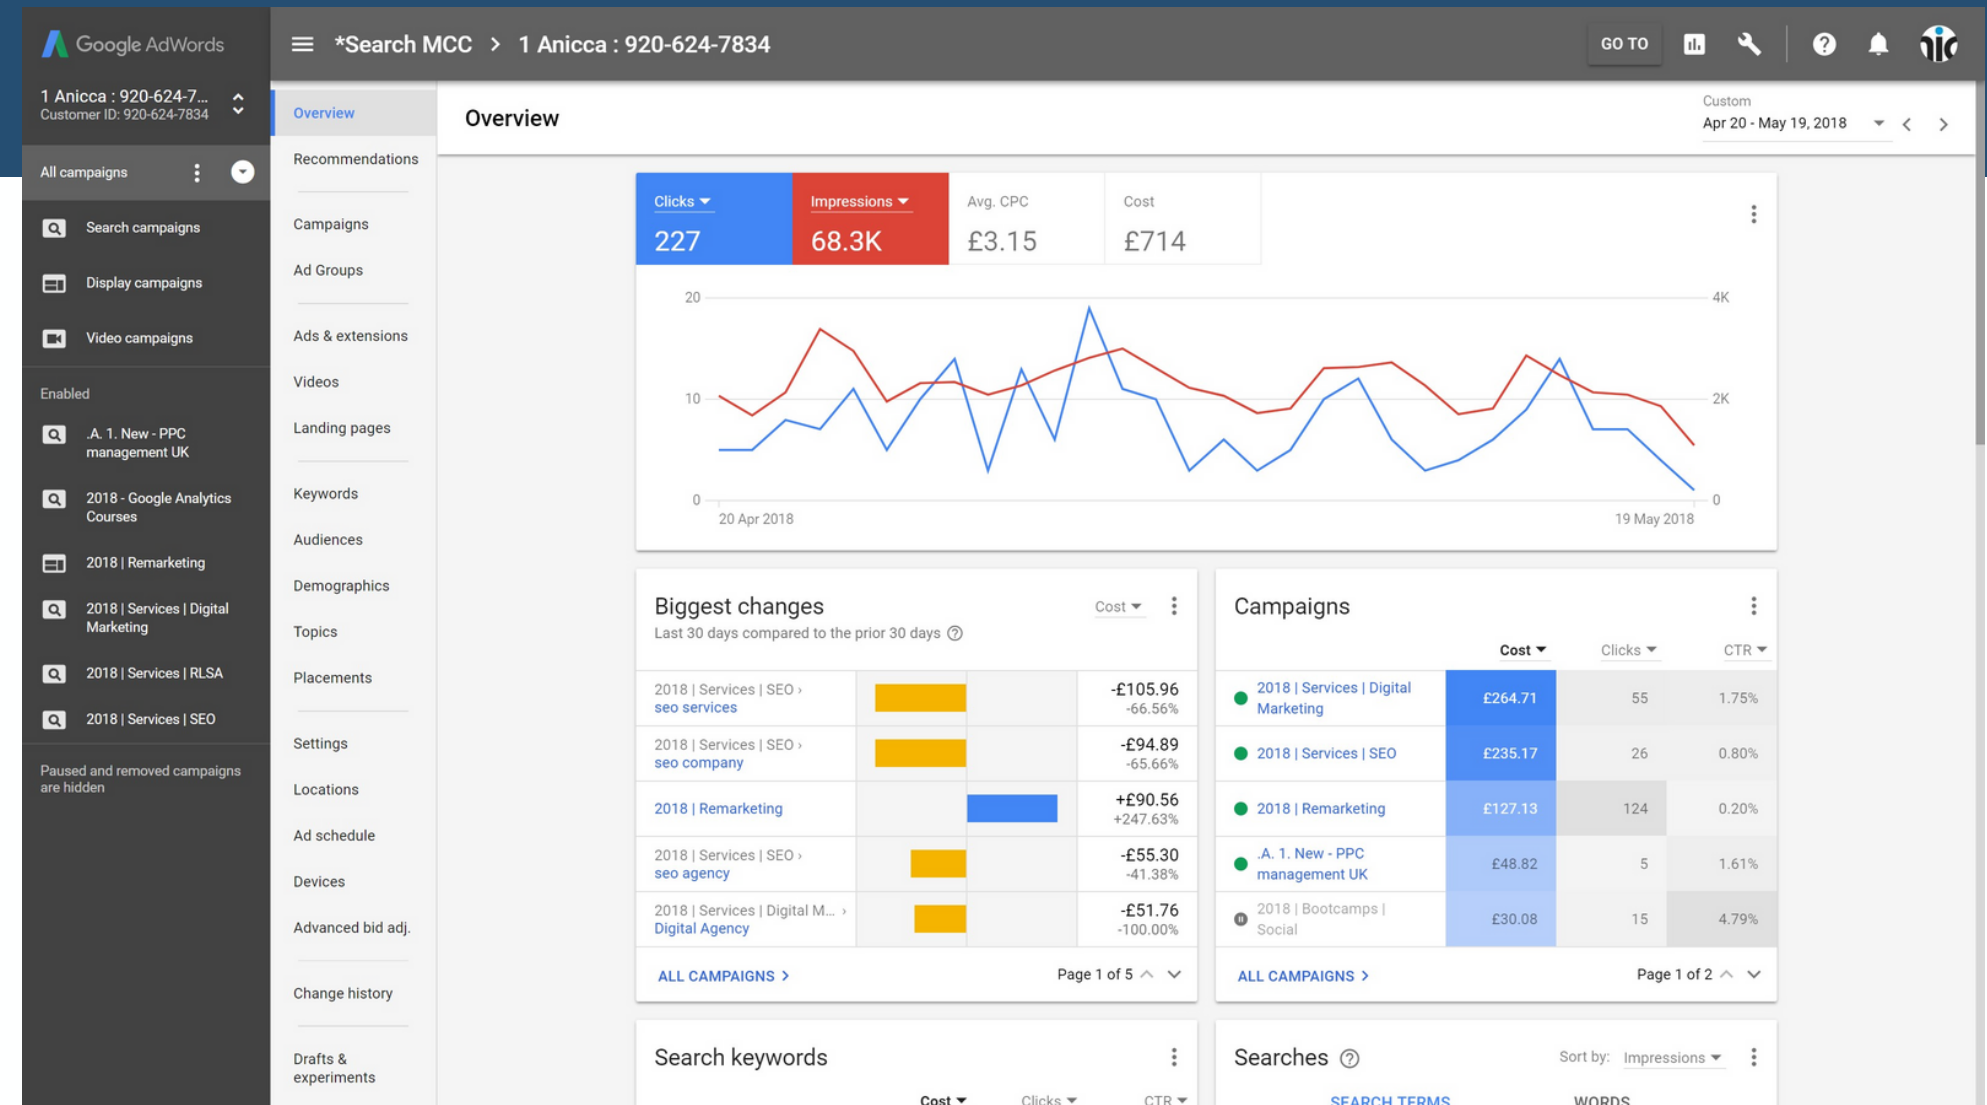 Google AdWords
*Search MCC > 1 Anicca : 920-624-7834
GO TO
1 Anicca : 920-624-7...
Customer ID: 920-624-7834
All campaigns
Search campaigns
Display campaigns
Video campaigns
Enabled
.A. 1. New - PPC
management UK
2018 - Google Analytics
Courses
2018 | Remarketing
2018 | Services | Digital
Marketing
2018 | Services | RLSA
2018 | Services | SEO
Paused and removed campaigns
are hidden
Overview
Recommendations
Campaigns
Ad Groups
Ads & extensions
Videos
Landing pages
Keywords
Audiences
Demographics
Topics
Placements
Settings
Locations
Ad schedule
Devices
Advanced bid adj.
Change history
Drafts &
experiments
Overview
Custom
Apr 20 - May 19, 2018
Clicks
227
Impressions
68.3K
Avg. CPC
£3.15
Cost
£714
20
4K
10
2K
0
0
20 Apr 2018
19 May 2018
Biggest changes
Cost
Last 30 days compared to the prior 30 days
2018 | Services | SEO ›
seo services
-£105.96
-66.56%
2018 | Services | SEO ›
seo company
-£94.89
-65.66%
2018 | Remarketing
+£90.56
+247.63%
2018 | Services | SEO ›
seo agency
-£55.30
-41.38%
2018 | Services | Digital M... ›
Digital Agency
-£51.76
-100.00%
ALL CAMPAIGNS >
Page 1 of 5
Campaigns
Cost Clicks CTR
2018 | Services | Digital
Marketing
£264.71 55 1.75%
2018 | Services | SEO £235.17 26 0.80%
2018 | Remarketing £127.13 124 0.20%
.A. 1. New - PPC
management UK
£48.82 5 1.61%
2018 | Bootcamps |
Social
£30.08 15 4.79%
ALL CAMPAIGNS >
Page 1 of 2
Search keywords
Cost Clicks CTR
Searches
Sort by: Impressions
SEARCH TERMS WORDS